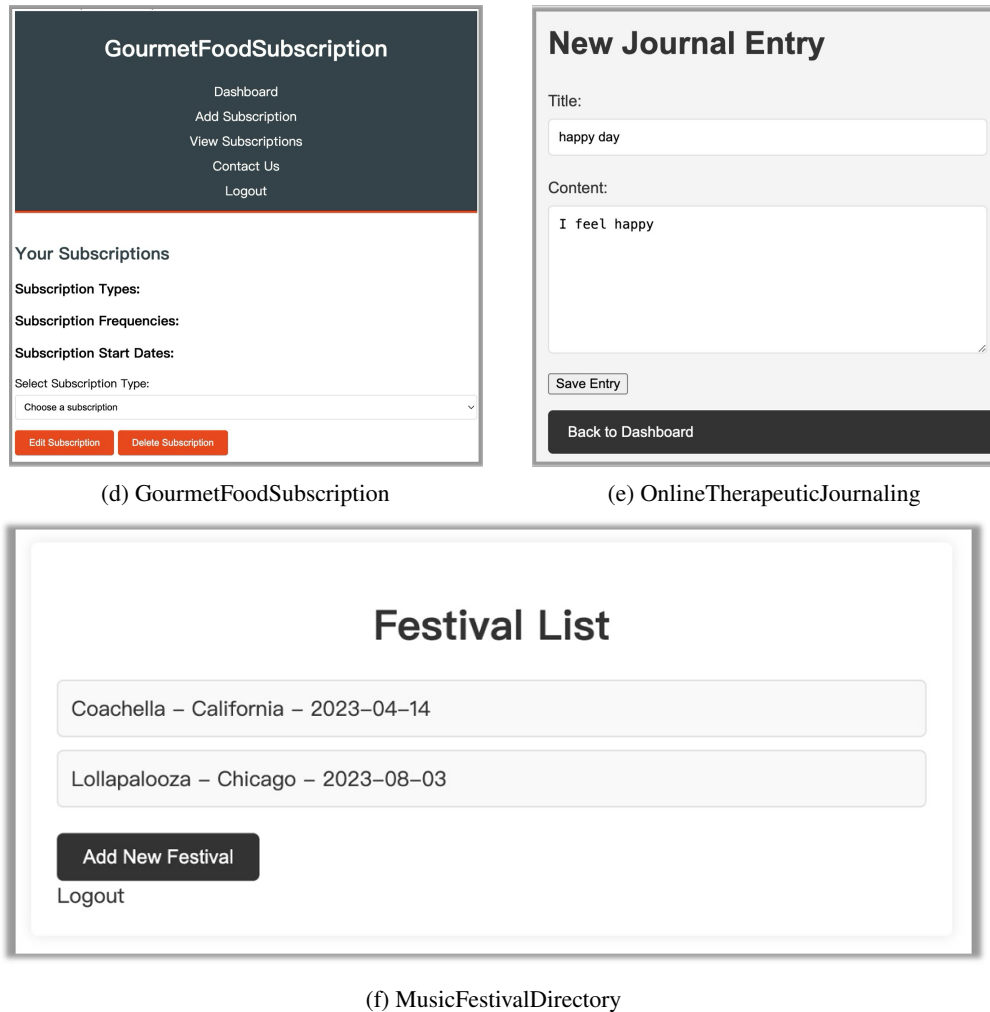 GourmetFoodSubscription
Dashboard
Add Subscription
View Subscriptions
Contact Us
Logout
Your Subscriptions
Subscription Types:
Subscription Frequencies:
Subscription Start Dates:
Select Subscription Type:
Choose a subscription
Edit Subscription Delete Subscription
(d) GourmetFoodSubscription
New Journal Entry
Title:
happy day
Content:
I feel happy
Save Entry
Back to Dashboard
(e) OnlineTherapeuticJournaling
Festival List
Coachella – California – 2023–04–14
Lollapalooza – Chicago – 2023–08–03
Add New Festival
Logout
(f) MusicFestivalDirectory